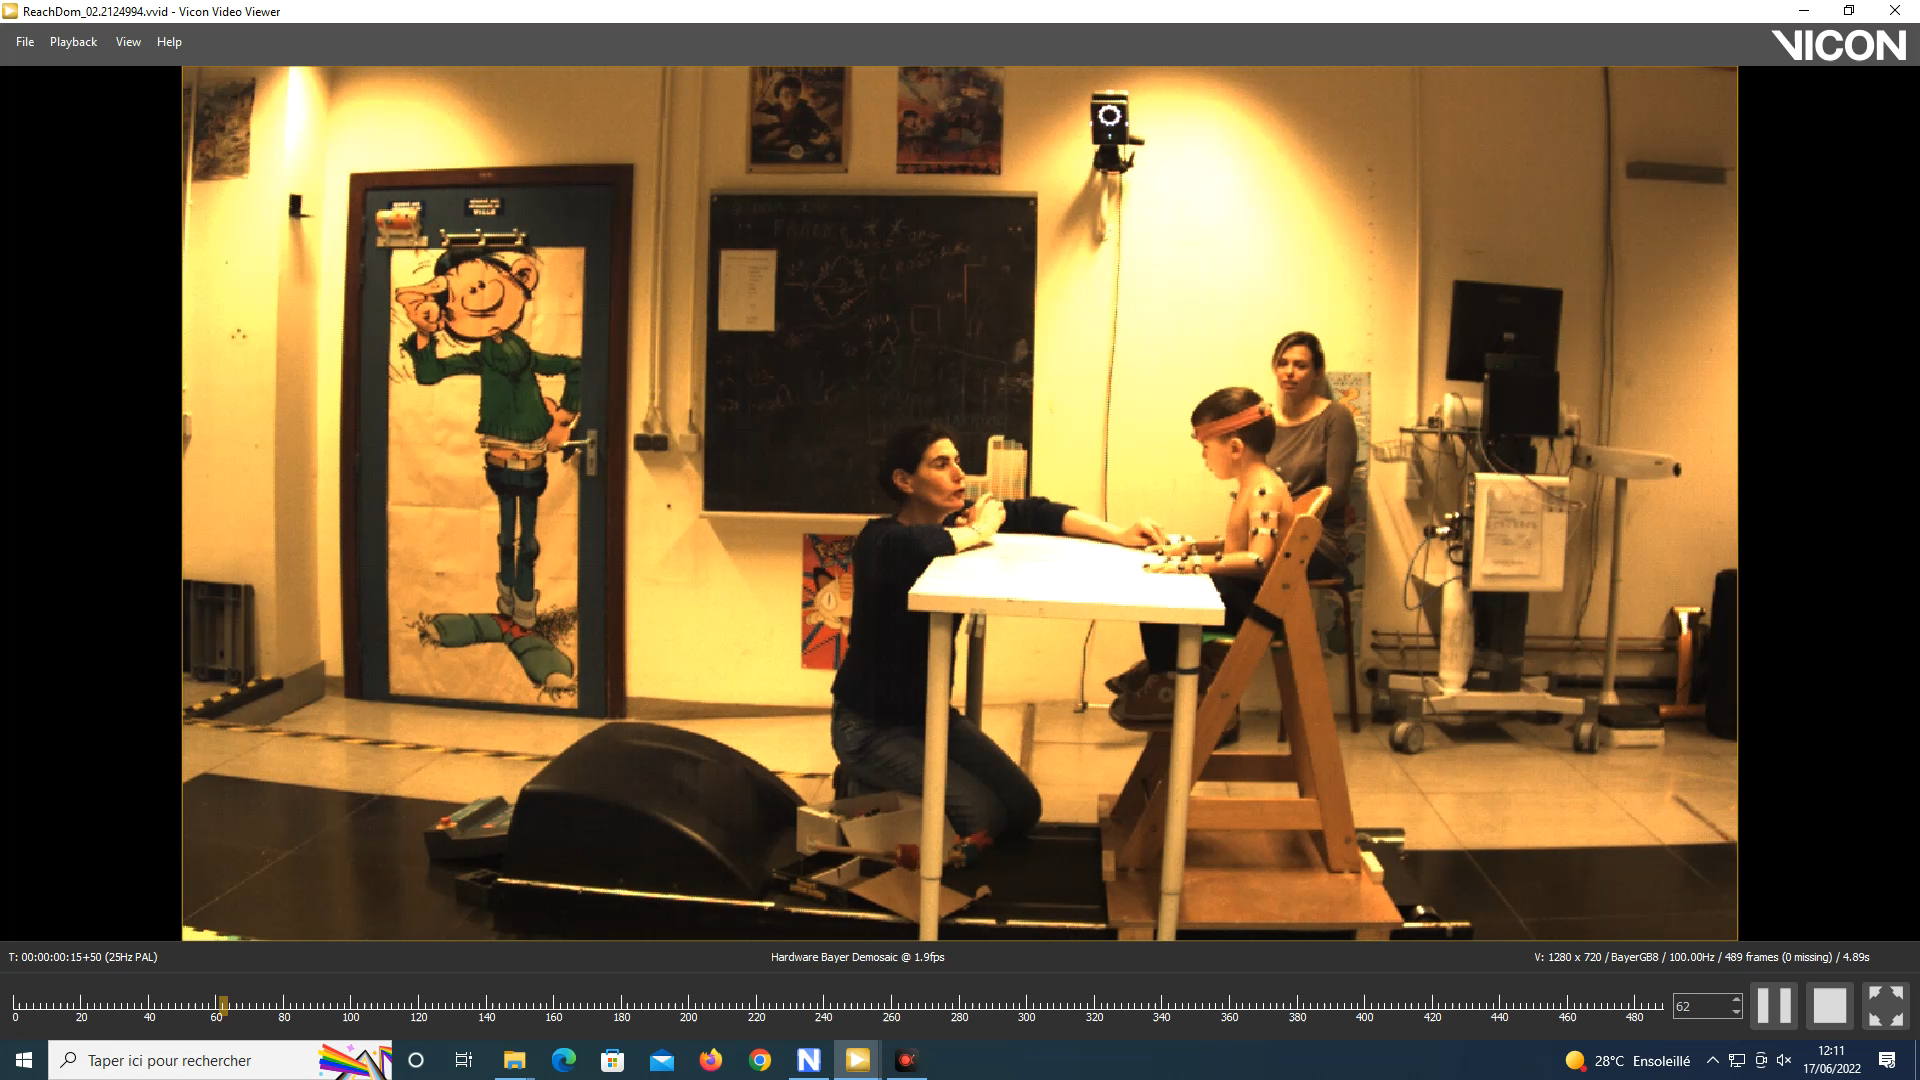 ReachDom_02.2124994.vvid - Vicon Video Viewer
File Playback View Help
VICON
T: 00:00:00:15+50 (25Hz PAL)
Hardware Bayer Demosaic @ 1.9fps
V: 1280 x 720 / BayerGB8 / 100.00Hz / 489 frames (0 missing) / 4.89s
0 20 40 60 80 100 120 140 160 180 200 220 240 260 280 300 320 340 360 380 400 420 440 460 480
62
Taper ici pour rechercher
28°C Ensoleillé
12:11
17/06/2022